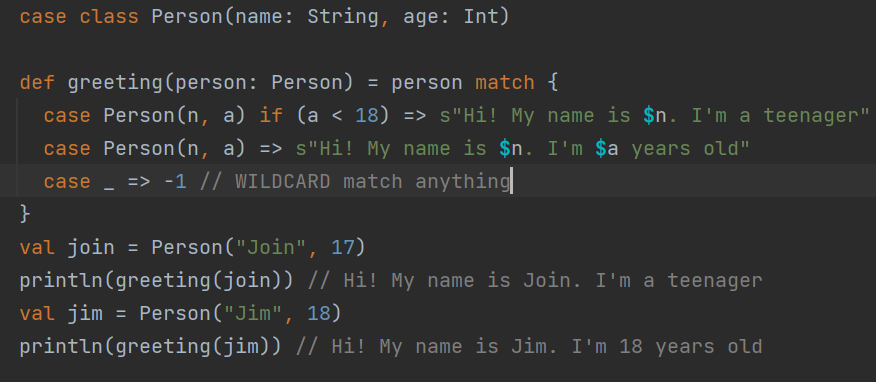 case class Person(name: String, age: Int)
def greeting(person: Person) = person match {
case Person(n, a) if (a < 18) => s"Hi! My name is $n. I'm a teenager"
case Person(n, a) => s"Hi! My name is $n. I'm $a years old"
case _ => -1 // WILDCARD match anything
}
val join = Person("Join", 17)
println(greeting(join)) // Hi! My name is Join. I'm a teenager
val jim = Person("Jim", 18)
println(greeting(jim)) // Hi! My name is Jim. I'm 18 years old